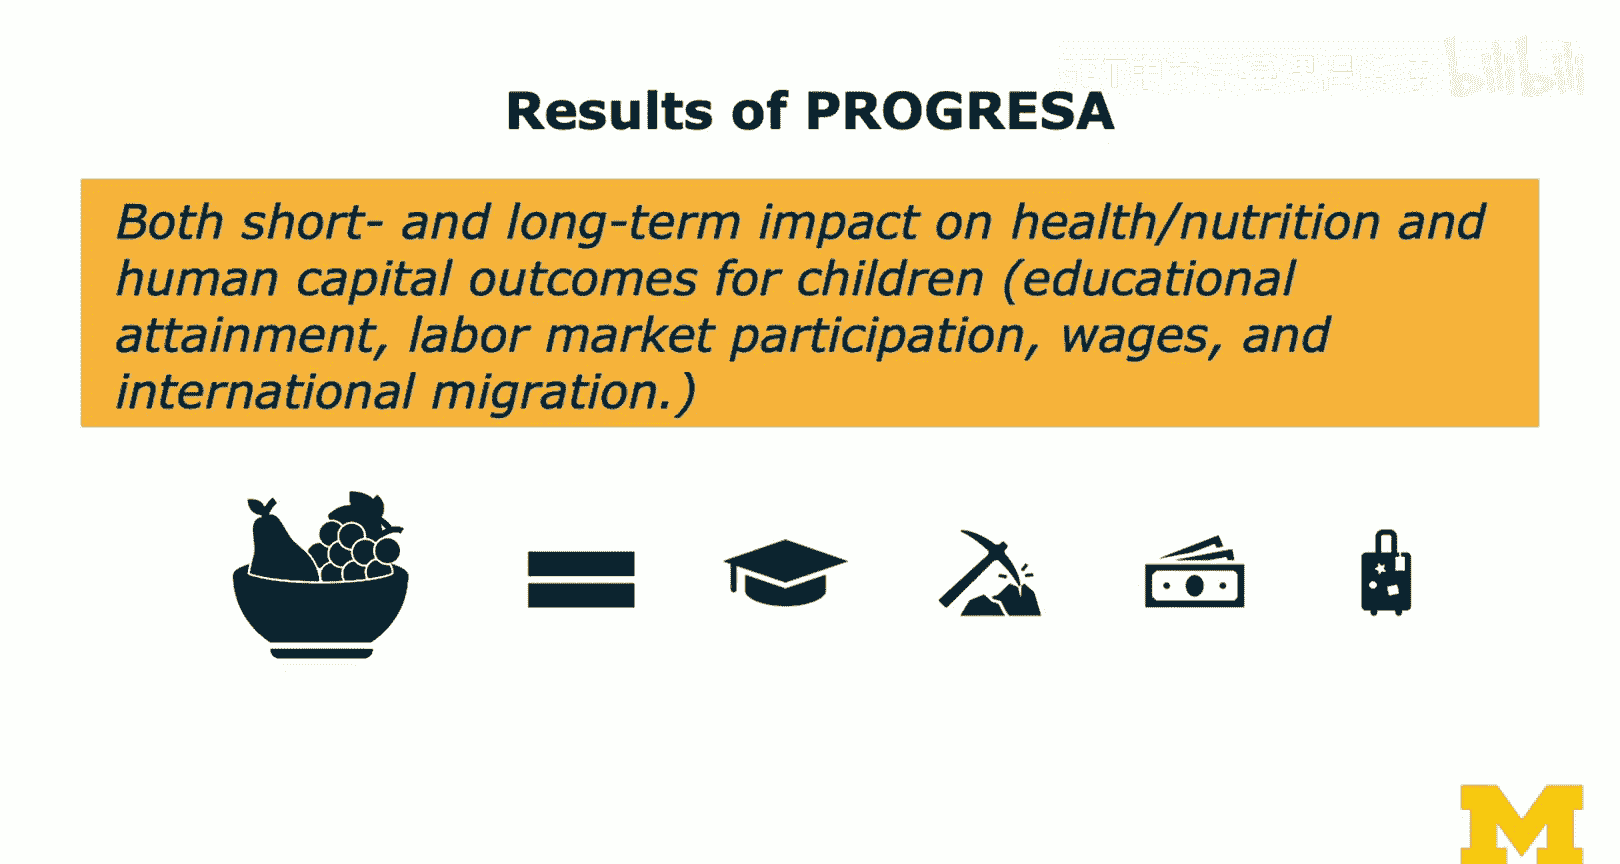 bilibili
Results of PROGRESA
Both short- and long-term impact on health/nutrition and
human capital outcomes for children (educational
attainment, labor market participation, wages, and
international migration.)
M